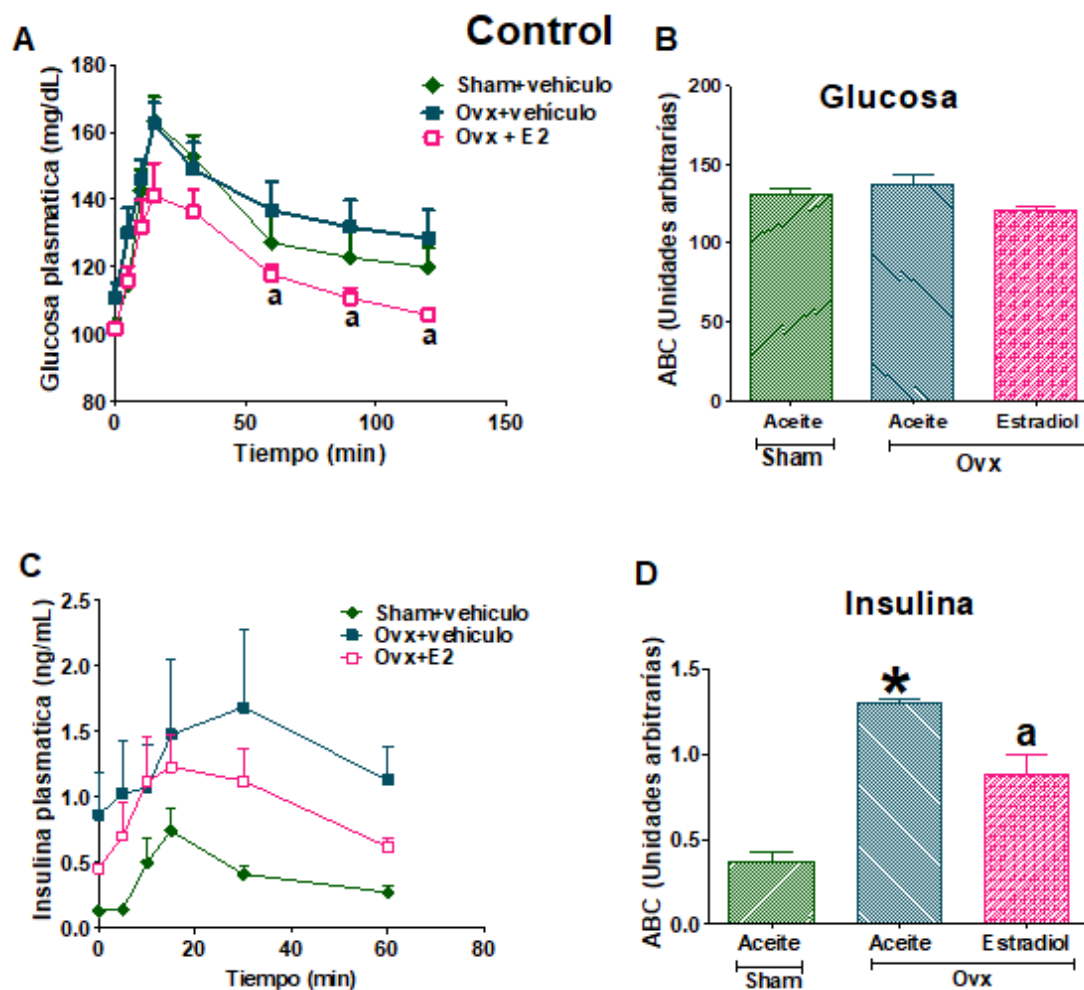 Control
A
Glucosa plasmatica (mg/dL)
180
160
140
120
100
80
Sham+vehiculo
Ovx+vehículo
Ovx + E2
a
a
a
0
50
100
150
Tiempo (min)
B
Glucosa
ABC (Unidades arbitrarías)
200
150
100
50
0
Aceite
Aceite
Estradiol
Sham
Ovx
C
Insulina plasmatica (ng/mL)
2.5
2.0
1.5
1.0
0.5
0.0
Sham+vehiculo
Ovx+vehiculo
Ovx+E2
0
20
40
60
80
Tiempo (min)
D
Insulina
ABC (Unidades arbitrarías)
1.5
1.0
0.5
0.0
*
a
Aceite
Aceite
Estradiol
Sham
Ovx